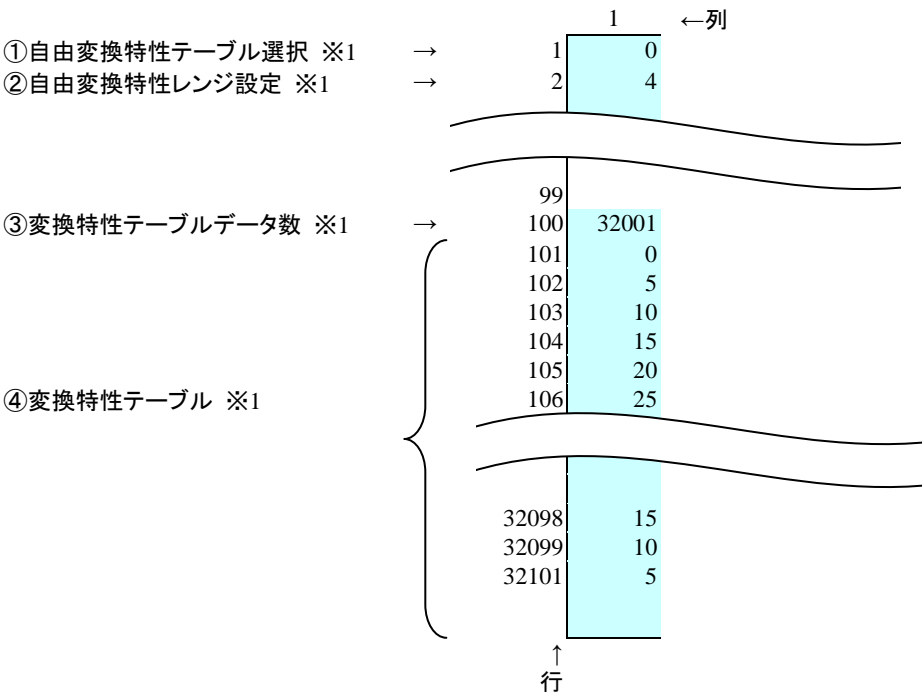 1 ←列
①自由変換特性テーブル選択 ※1 → 1 0
②自由変換特性レンジ設定 ※1 → 2 4
99
③変換特性テーブルデータ数 ※1 → 100 32001
101 0
102 5
103 10
104 15
105 20
④変換特性テーブル ※1 106 25
32098 15
32099 10
32101 5
↑
行